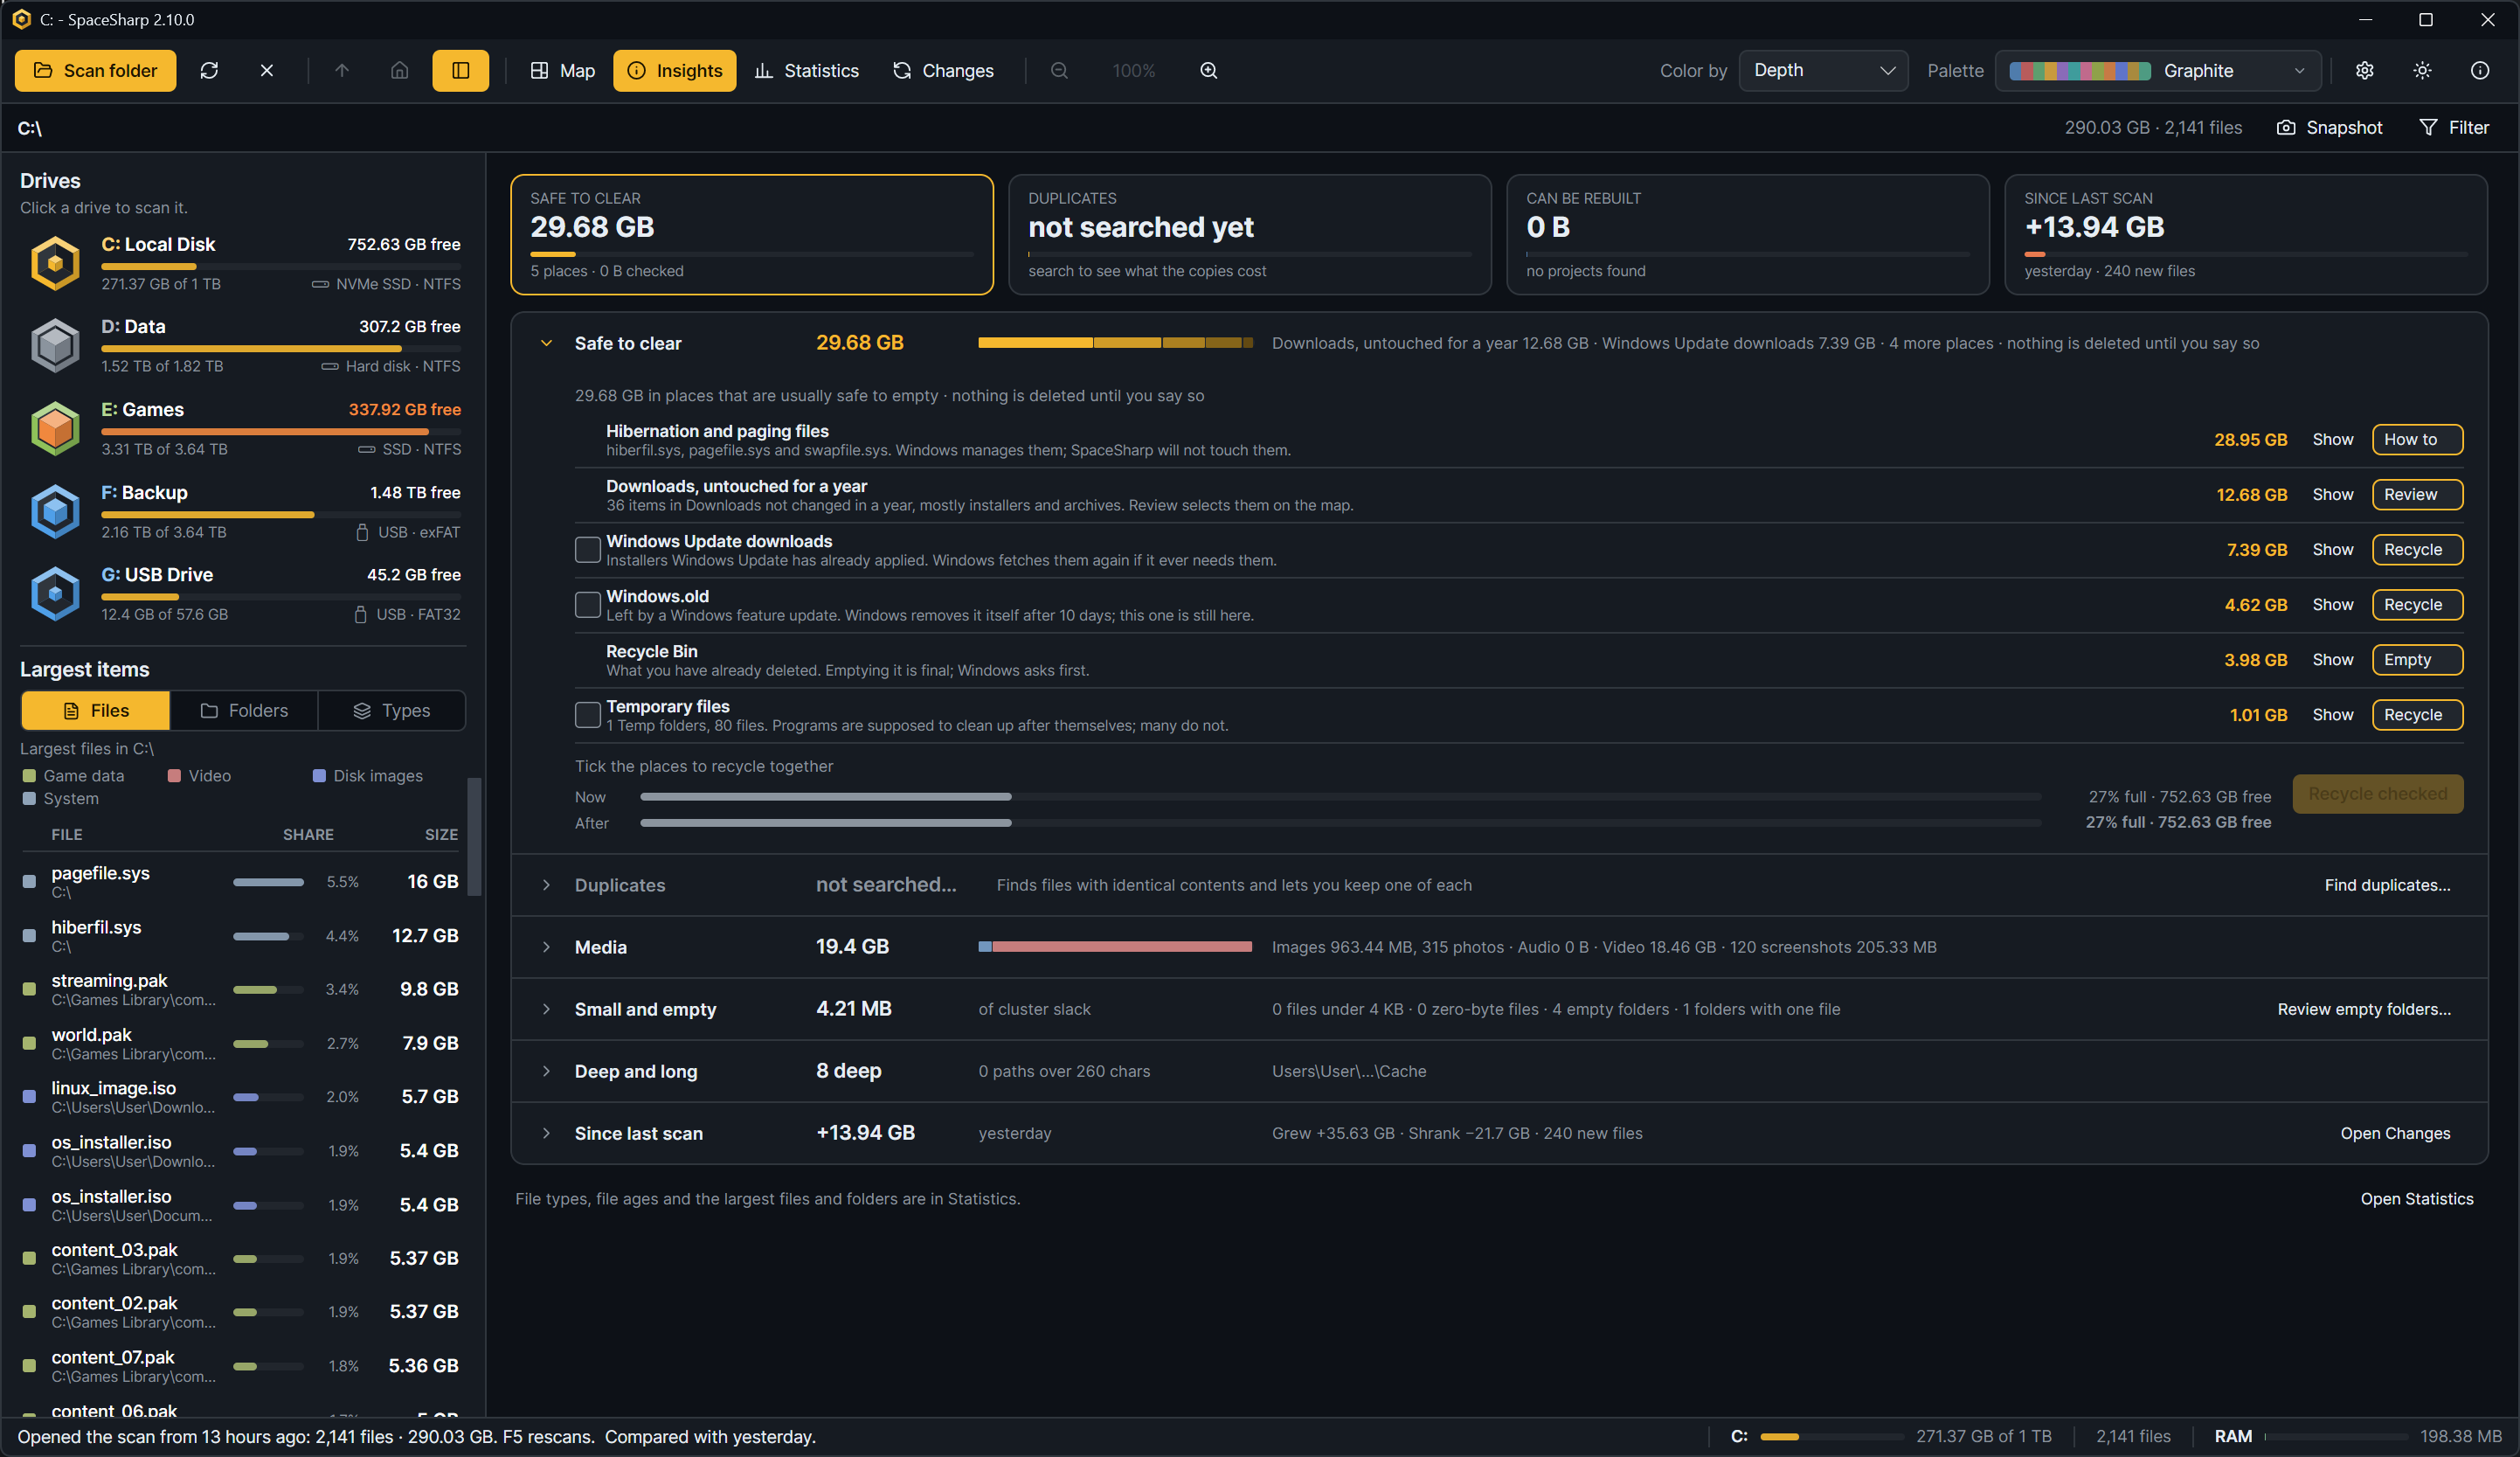 C: - SpaceSharp 2.10.0
Scan folder
Map
Insights
Statistics
Changes
100%
Color by
Depth
Palette
Graphite
C:\
290.03 GB · 2,141 files
Snapshot
Filter
Drives
Click a drive to scan it.
C: Local Disk
752.63 GB free
271.37 GB of 1 TB
NVMe SSD · NTFS
D: Data
307.2 GB free
1.52 TB of 1.82 TB
Hard disk · NTFS
E: Games
337.92 GB free
3.31 TB of 3.64 TB
SSD · NTFS
F: Backup
1.48 TB free
2.16 TB of 3.64 TB
USB · exFAT
G: USB Drive
45.2 GB free
12.4 GB of 57.6 GB
USB · FAT32
Largest items
Files
Folders
Types
Largest files in C:\
Game data
Video
Disk images
System
FILE
SHARE
SIZE
pagefile.sys
C:\
5.5%
16 GB
hiberfil.sys
C:\
4.4%
12.7 GB
streaming.pak
C:\Games Library\com...
3.4%
9.8 GB
world.pak
C:\Games Library\com...
2.7%
7.9 GB
linux_image.iso
C:\Users\User\Downlo...
2.0%
5.7 GB
os_installer.iso
C:\Users\User\Downlo...
1.9%
5.4 GB
os_installer.iso
C:\Users\User\Docum...
1.9%
5.4 GB
content_03.pak
C:\Games Library\com...
1.9%
5.37 GB
content_02.pak
C:\Games Library\com...
1.9%
5.37 GB
content_07.pak
C:\Games Library\com...
1.8%
5.36 GB
content_06.pak
SAFE TO CLEAR
29.68 GB
5 places · 0 B checked
DUPLICATES
not searched yet
search to see what the copies cost
CAN BE REBUILT
0 B
no projects found
SINCE LAST SCAN
+13.94 GB
yesterday · 240 new files
Safe to clear
29.68 GB
Downloads, untouched for a year 12.68 GB · Windows Update downloads 7.39 GB · 4 more places · nothing is deleted until you say so
29.68 GB in places that are usually safe to empty · nothing is deleted until you say so
Hibernation and paging files
hiberfil.sys, pagefile.sys and swapfile.sys. Windows manages them; SpaceSharp will not touch them.
28.95 GB
Show
How to
Downloads, untouched for a year
36 items in Downloads not changed in a year, mostly installers and archives. Review selects them on the map.
12.68 GB
Show
Review
Windows Update downloads
Installers Windows Update has already applied. Windows fetches them again if it ever needs them.
7.39 GB
Show
Recycle
Windows.old
Left by a Windows feature update. Windows removes it itself after 10 days; this one is still here.
4.62 GB
Show
Recycle
Recycle Bin
What you have already deleted. Emptying it is final; Windows asks first.
3.98 GB
Show
Empty
Temporary files
1 Temp folders, 80 files. Programs are supposed to clean up after themselves; many do not.
1.01 GB
Show
Recycle
Tick the places to recycle together
Now
27% full · 752.63 GB free
After
27% full · 752.63 GB free
Recycle checked
Duplicates
not searched...
Finds files with identical contents and lets you keep one of each
Find duplicates...
Media
19.4 GB
Images 963.44 MB, 315 photos · Audio 0 B · Video 18.46 GB · 120 screenshots 205.33 MB
Small and empty
4.21 MB
of cluster slack
0 files under 4 KB · 0 zero-byte files · 4 empty folders · 1 folders with one file
Review empty folders...
Deep and long
8 deep
0 paths over 260 chars
Users\User\...\Cache
Since last scan
+13.94 GB
yesterday
Grew +35.63 GB · Shrank −21.7 GB · 240 new files
Open Changes
File types, file ages and the largest files and folders are in Statistics.
Open Statistics
Opened the scan from 13 hours ago: 2,141 files · 290.03 GB. F5 rescans.  Compared with yesterday.
C:
271.37 GB of 1 TB
2,141 files
RAM
198.38 MB